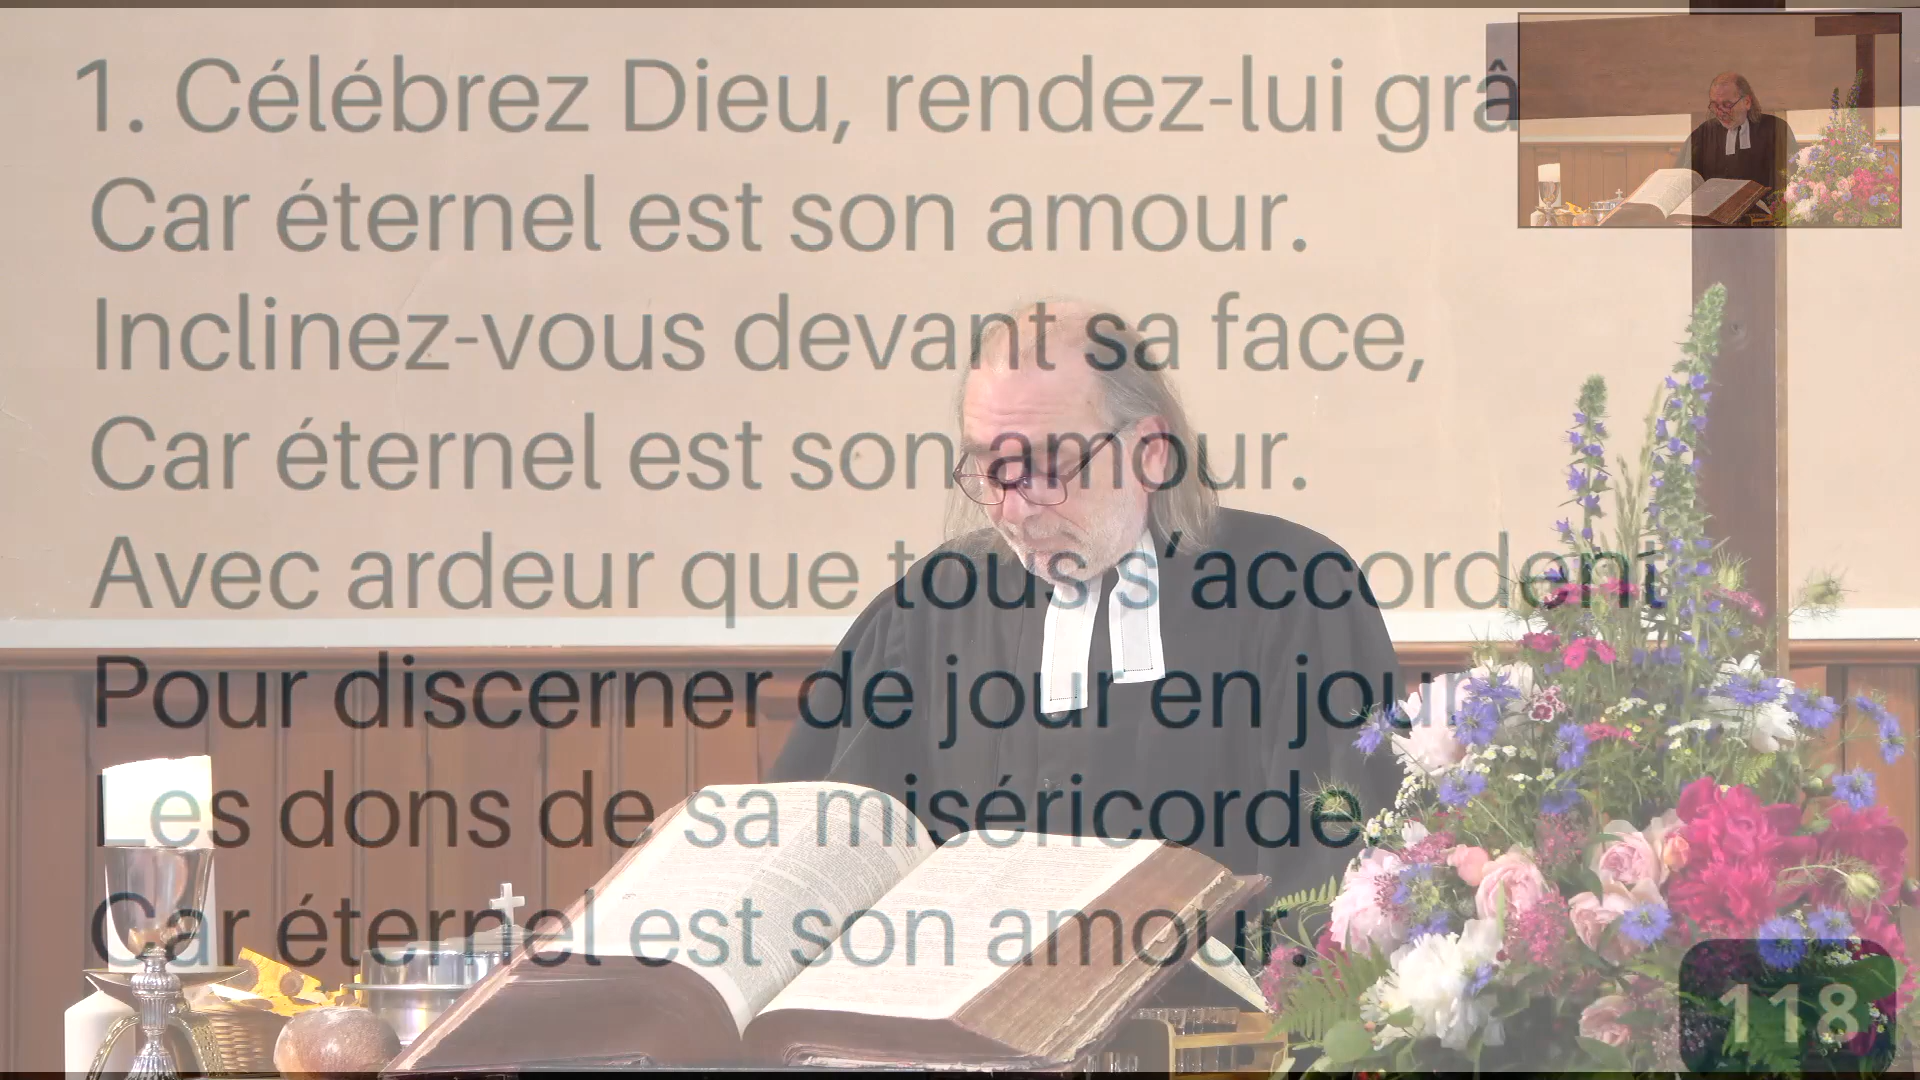 1. Célébrez Dieu, rendez-lui grâ
Car éternel est son amour.
Inclinez-vous devant sa face,
Car éternel est son amour.
Avec ardeur que tous s’accordent
Pour discerner de jour en jour
Les dons de sa miséricorde,
Car éternel est son amour.
118